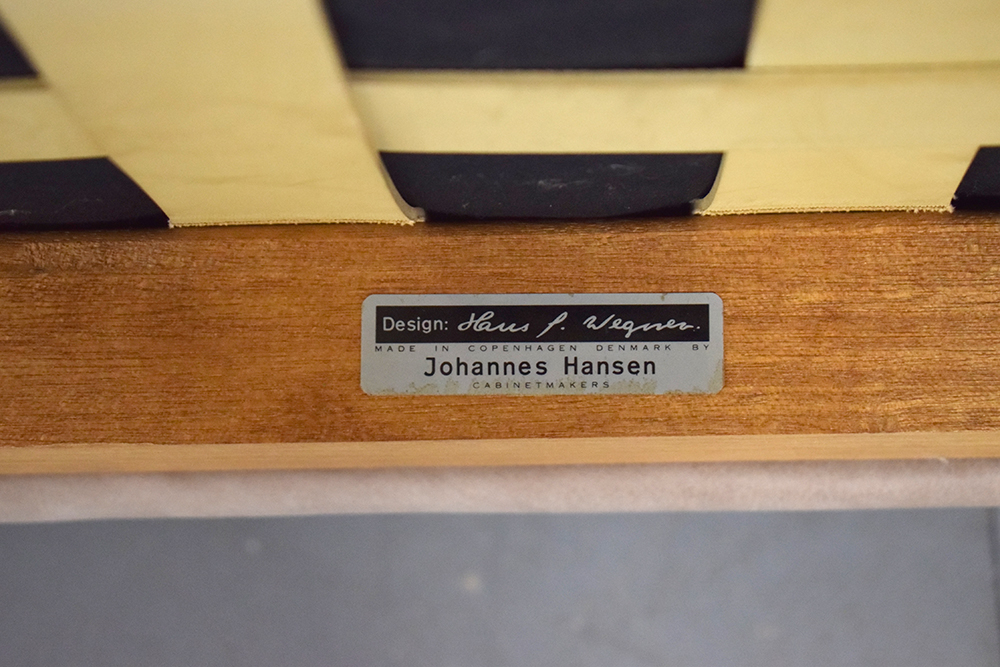 Design: Hans J. Wegner.
MADE IN COPENHAGEN DENMARK BY
Johannes Hansen
CABINETMAKERS